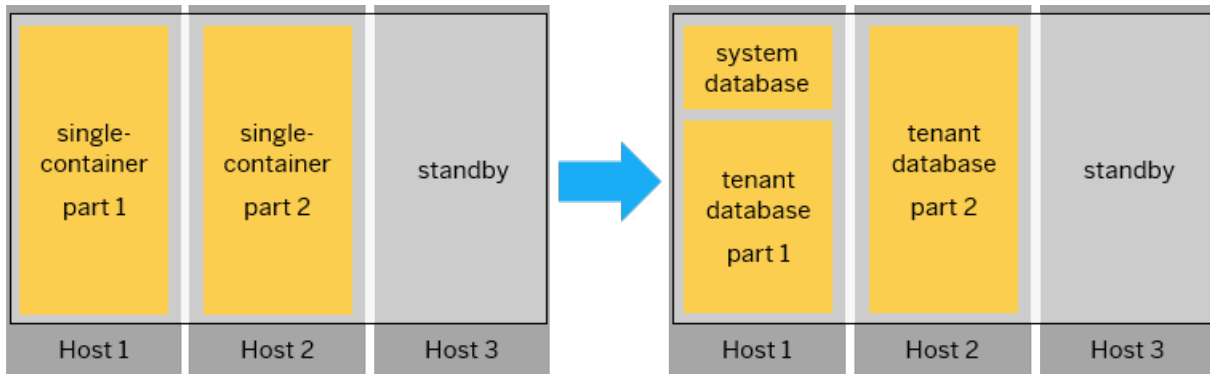 single-
container
part 1
single-
container
part 2
standby
Host 1
Host 2
Host 3
system
database
tenant
database
part 1
tenant
database
part 2
standby
Host 1
Host 2
Host 3